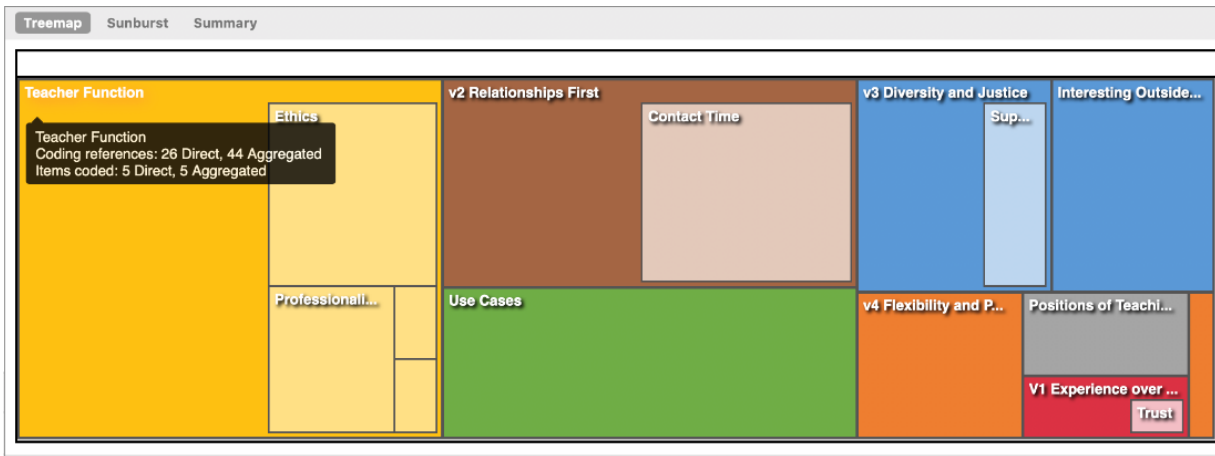 Treemap Sunburst Summary
Teacher Function
Teacher Function
Coding references: 26 Direct, 44 Aggregated
Items coded: 5 Direct, 5 Aggregated
Ethics
Professionali...
v2 Relationships First
Contact Time
Use Cases
v3 Diversity and Justice
Sup...
Interesting Outside...
v4 Flexibility and P...
Positions of Teachi...
V1 Experience over ...
Trust